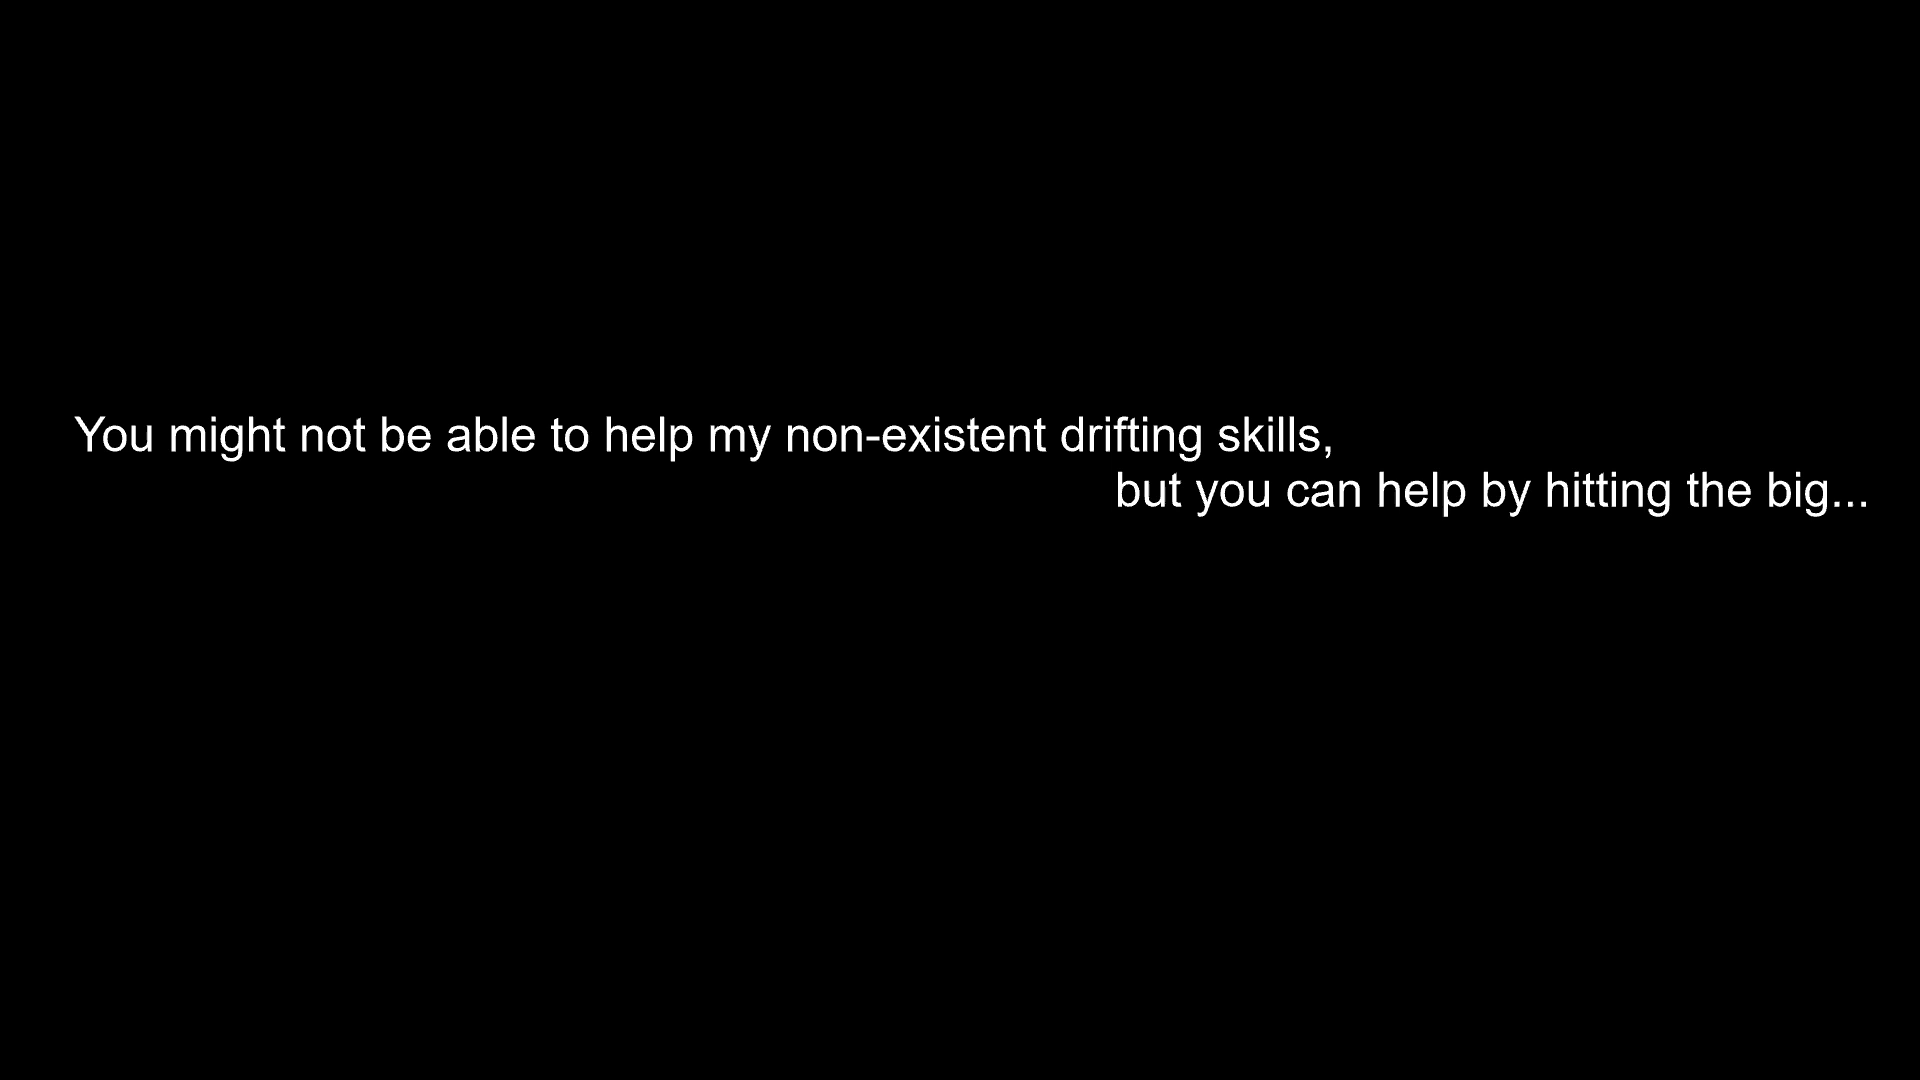 You might not be able to help my non-existent drifting skills,
but you can help by hitting the big...